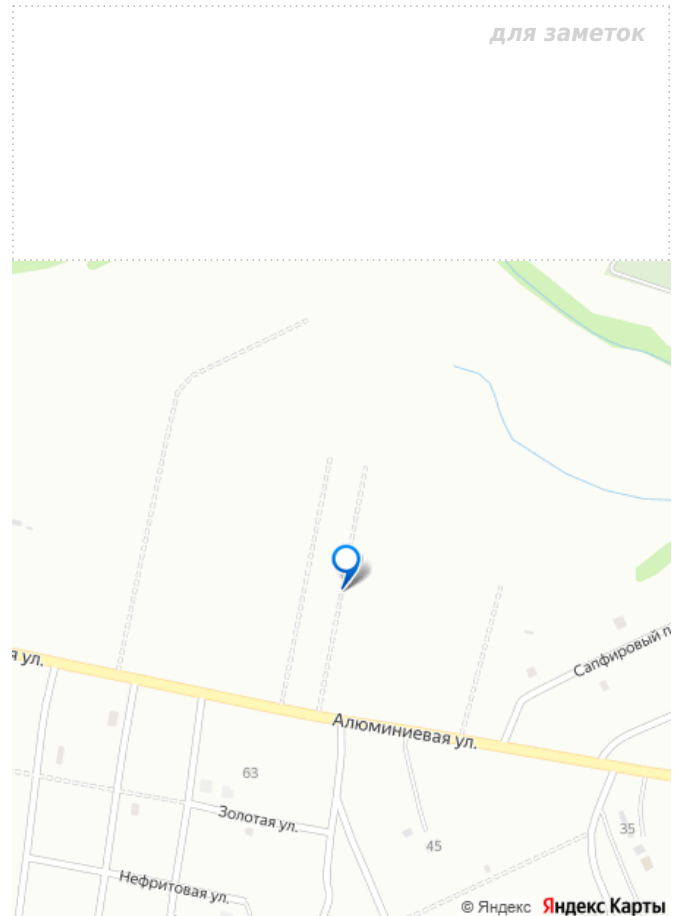 для заметок
Сапфировый п
я ул.
Алюминиевая ул.
63
Золотая ул.
45
35
Нефритовая ул.
© Яндекс Яндекс Карты